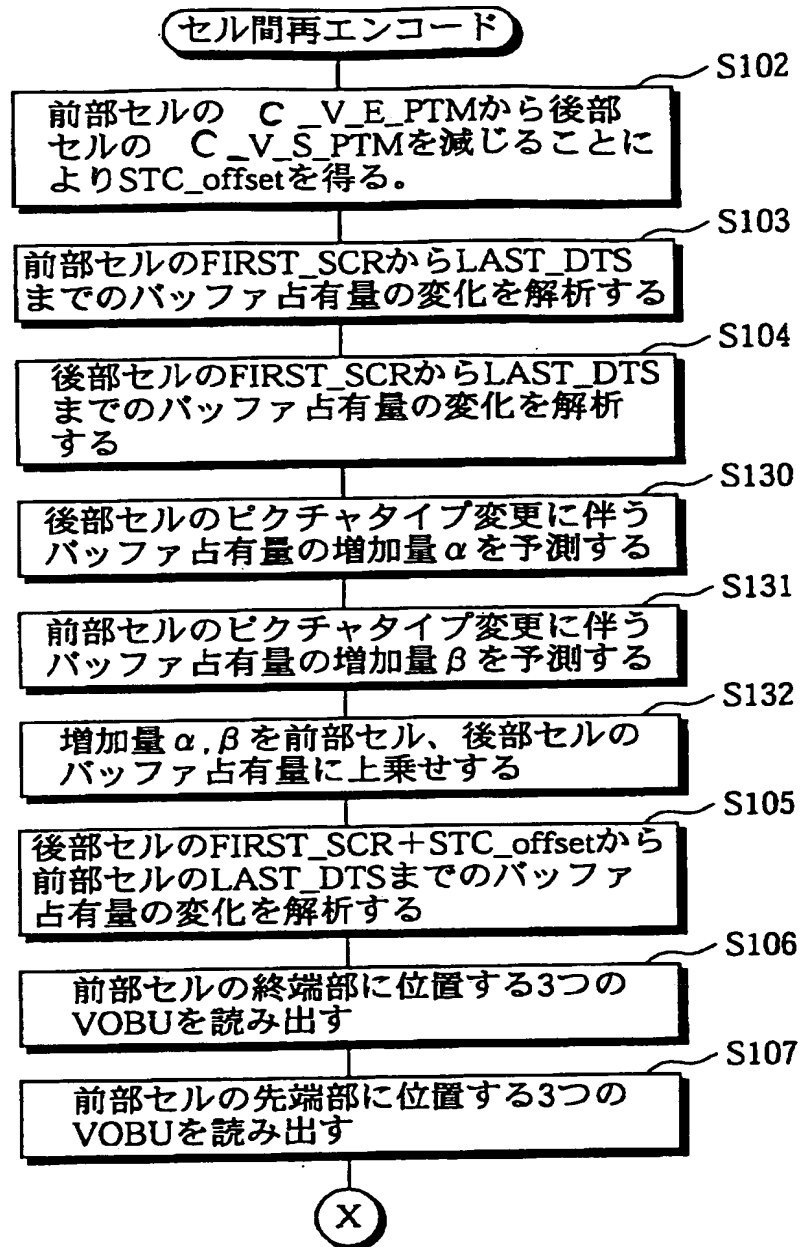 セル間再エンコード
S102
前部セルの C_V_E_PTMから後部
セルの C_V_S_PTMを減じることに
よりSTC_offsetを得る。
S103
前部セルのFIRST_SCRからLAST_DTS
までのバッファ占有量の変化を解析する
S104
後部セルのFIRST_SCRからLAST_DTS
までのバッファ占有量の変化を解析
する
S130
後部セルのピクチャタイプ変更に伴う
バッファ占有量の増加量αを予測する
S131
前部セルのピクチャタイプ変更に伴う
バッファ占有量の増加量βを予測する
S132
増加量α,βを前部セル、後部セルの
バッファ占有量に上乗せする
S105
後部セルのFIRST_SCR+STC_offsetから
前部セルのLAST_DTSまでのバッファ
占有量の変化を解析する
S106
前部セルの終端部に位置する3つの
VOBUを読み出す
S107
前部セルの先端部に位置する3つの
VOBUを読み出す
X